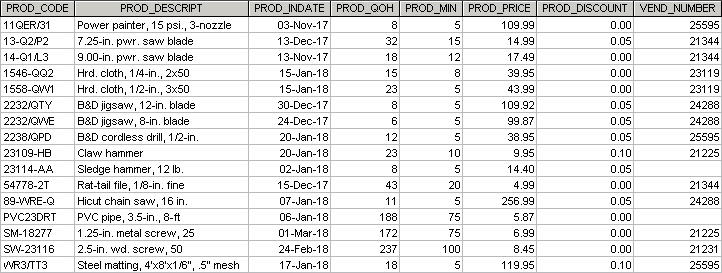 PROD_CODE PROD_DESCRIPT PROD_INDATE PROD_QOH PROD_MIN PROD_PRICE PROD_DISCOUNT VEND_NUMBER
11QER/31 Power painter, 15 psi., 3-nozzle 03-Nov-17 8 5 109.99 0.00 25595
13-Q2/P2 7.25-in. pwr. saw blade 13-Dec-17 32 15 14.99 0.05 21344
14-Q1/L3 9.00-in. pwr. saw blade 13-Nov-17 18 12 17.49 0.00 21344
1546-QQ2 Hrd. cloth, 1/4-in., 2x50 15-Jan-18 15 8 39.95 0.00 23119
1558-QW1 Hrd. cloth, 1/2-in., 3x50 15-Jan-18 23 5 43.99 0.00 23119
2232/QTY B&D jigsaw, 12-in. blade 30-Dec-17 8 5 109.92 0.05 24288
2232/QWE B&D jigsaw, 8-in. blade 24-Dec-17 6 5 99.87 0.05 24288
2238/QPD B&D cordless drill, 1/2-in. 20-Jan-18 12 5 38.95 0.05 25595
23109-HB Claw hammer 20-Jan-18 23 10 9.95 0.10 21225
23114-AA Sledge hammer, 12 lb. 02-Jan-18 8 5 14.40 0.05
54778-2T Rat-tail file, 1/8-in. fine 15-Dec-17 43 20 4.99 0.00 21344
89-WRE-Q Hicut chain saw, 16 in. 07-Jan-18 11 5 256.99 0.05 24288
PVC23DRT PVC pipe, 3.5-in., 8-ft 06-Jan-18 188 75 5.87 0.00
SM-18277 1.25-in. metal screw, 25 01-Mar-18 172 75 6.99 0.00 21225
SW-23116 2.5-in. wd. screw, 50 24-Feb-18 237 100 8.45 0.00 21231
WR3/TT3 Steel matting, 4'x8'x1/6", .5" mesh 17-Jan-18 18 5 119.95 0.10 25595